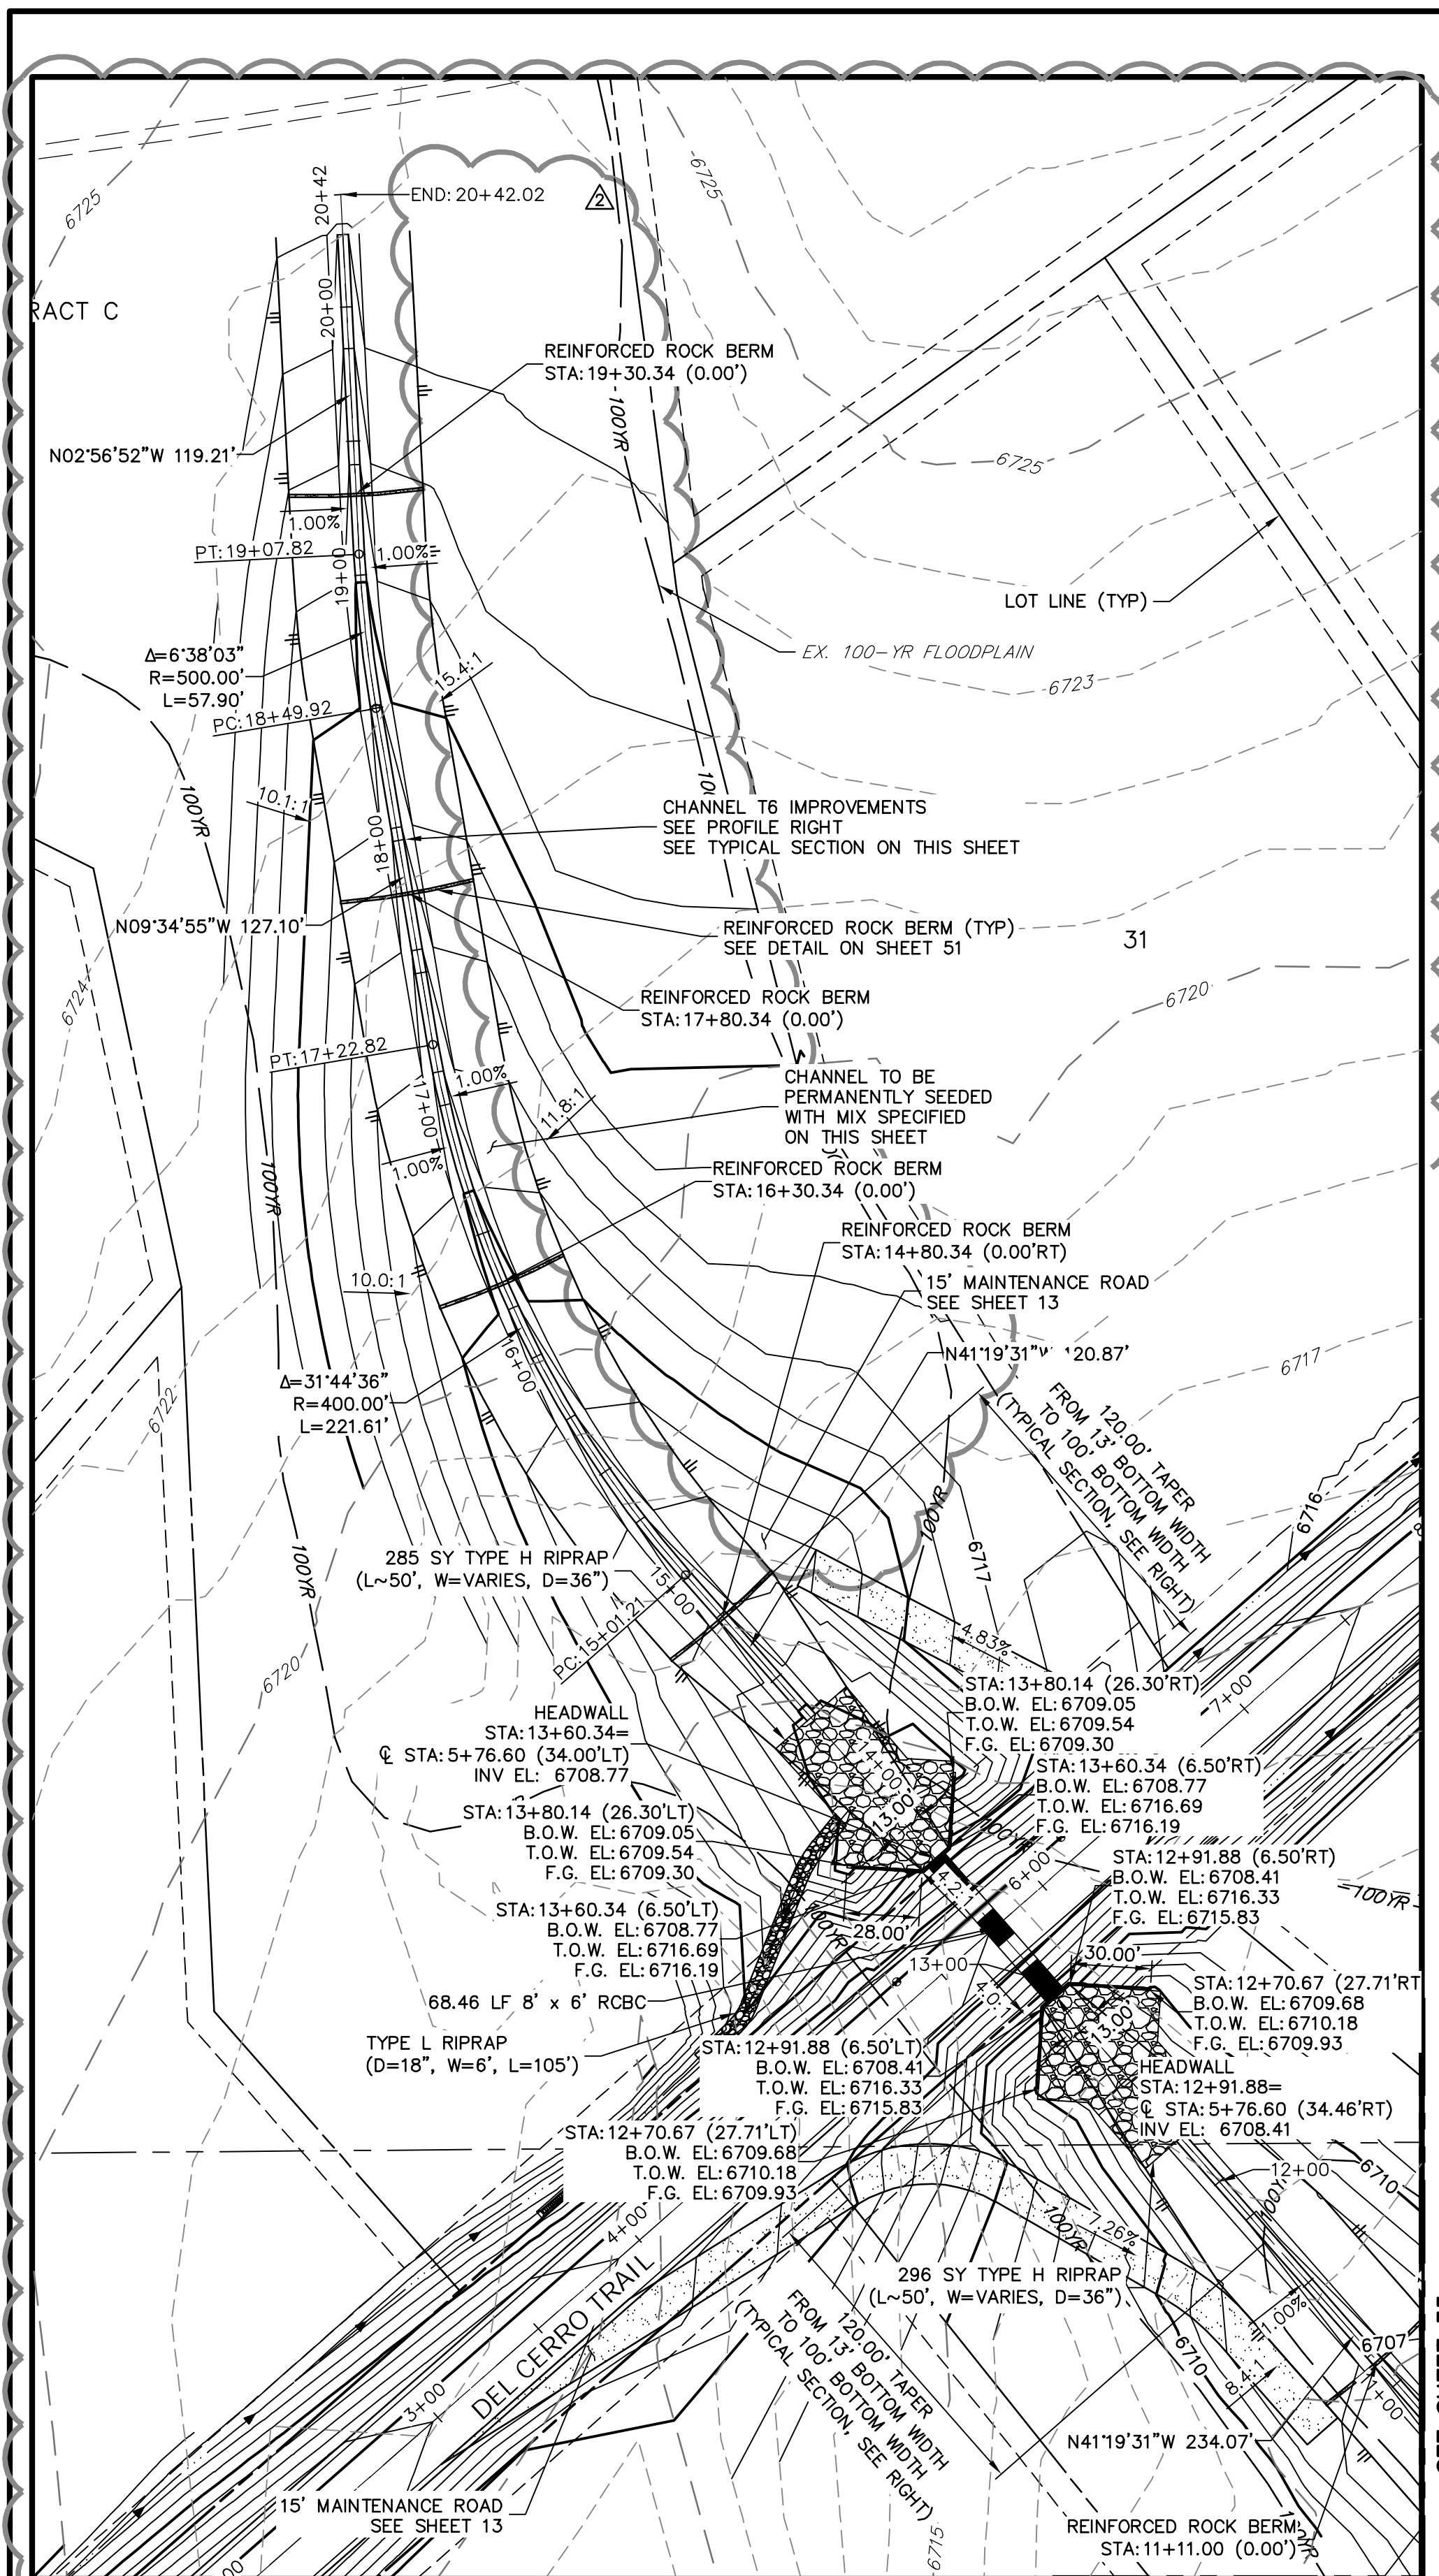 20+42
END: 20+42.02
2
6725
6725
RACT C
20+00
REINFORCED ROCK BERM
STA: 19+30.34 (0.00')
100YR
N02°56'52"W 119.21'
6725
1.00%
PT: 19+07.82
1.00%
19+00
LOT LINE (TYP)
EX. 100-YR FLOODPLAIN
Δ=6°38'03"
R=500.00'
L=57.90'
15.4:1
6723
PC: 18+49.92
10.1:1
100YR
CHANNEL T6 IMPROVEMENTS
SEE PROFILE RIGHT
SEE TYPICAL SECTION ON THIS SHEET
18+00
N09°34'55"W 127.10'
REINFORCED ROCK BERM (TYP)
SEE DETAIL ON SHEET 51
31
6724
6720
REINFORCED ROCK BERM
STA: 17+80.34 (0.00')
PT: 17+22.82
1.00%
17+00
11.8:1
CHANNEL TO BE
PERMANENTLY SEEDED
WITH MIX SPECIFIED
ON THIS SHEET
1.00%
100YR
REINFORCED ROCK BERM
STA: 16+30.34 (0.00')
REINFORCED ROCK BERM
STA: 14+80.34 (0.00'RT)
10.0:1
15' MAINTENANCE ROAD
SEE SHEET 13
16+00
N41°19'31"W 120.87'
6717
Δ=31°44'36"
R=400.00'
L=221.61'
6722
120.00' TAPER
FROM 13' BOTTOM WIDTH
TO 100' BOTTOM WIDTH
(TYPICAL SECTION, SEE RIGHT)
100YR
6716
6717
100YR
285 SY TYPE H RIPRAP
(L~50', W=VARIES, D=36")
15+00
PC: 15+01.21
4.83%
6720
STA: 13+80.14 (26.30'RT)
B.O.W. EL: 6709.05
T.O.W. EL: 6709.54
F.G. EL: 6709.30
7+00
HEADWALL
STA: 13+60.34=
℄ STA: 5+76.60 (34.00'LT)
INV EL: 6708.77
14+00
13.00'
STA: 13+60.34 (6.50'RT)
B.O.W. EL: 6708.77
T.O.W. EL: 6716.69
F.G. EL: 6716.19
STA: 13+80.14 (26.30'LT)
B.O.W. EL: 6709.05
T.O.W. EL: 6709.54
F.G. EL: 6709.30
100YR
STA: 12+91.88 (6.50'RT)
B.O.W. EL: 6708.41
T.O.W. EL: 6716.33
F.G. EL: 6715.83
4.2:1
6+00
100YR
STA: 13+60.34 (6.50'LT)
B.O.W. EL: 6708.77
T.O.W. EL: 6716.69
F.G. EL: 6716.19
100YR
28.00'
30.00'
13+00
4.0:1
68.46 LF 8' x 6' RCBC
STA: 12+70.67 (27.71'RT
B.O.W. EL: 6709.68
T.O.W. EL: 6710.18
F.G. EL: 6709.93
13.00'
TYPE L RIPRAP
(D=18", W=6', L=105')
STA: 12+91.88 (6.50'LT)
B.O.W. EL: 6708.41
T.O.W. EL: 6716.33
F.G. EL: 6715.83
HEADWALL
STA: 12+91.88=
℄ STA: 5+76.60 (34.46'RT)
INV EL: 6708.41
STA: 12+70.67 (27.71'LT)
B.O.W. EL: 6709.68
T.O.W. EL: 6710.18
F.G. EL: 6709.93
12+00
6710
4+00
100YR
7.26%
DEL CERRO TRAIL
296 SY TYPE H RIPRAP
(L~50', W=VARIES, D=36")
120.00' TAPER
FROM 13' BOTTOM WIDTH
TO 100' BOTTOM WIDTH
(TYPICAL SECTION, SEE RIGHT)
1.00%
6707
6710
8.4:1
3+00
N41°19'31"W 234.07'
15' MAINTENANCE ROAD
SEE SHEET 13
6715
REINFORCED ROCK BERM
STA: 11+11.00 (0.00')